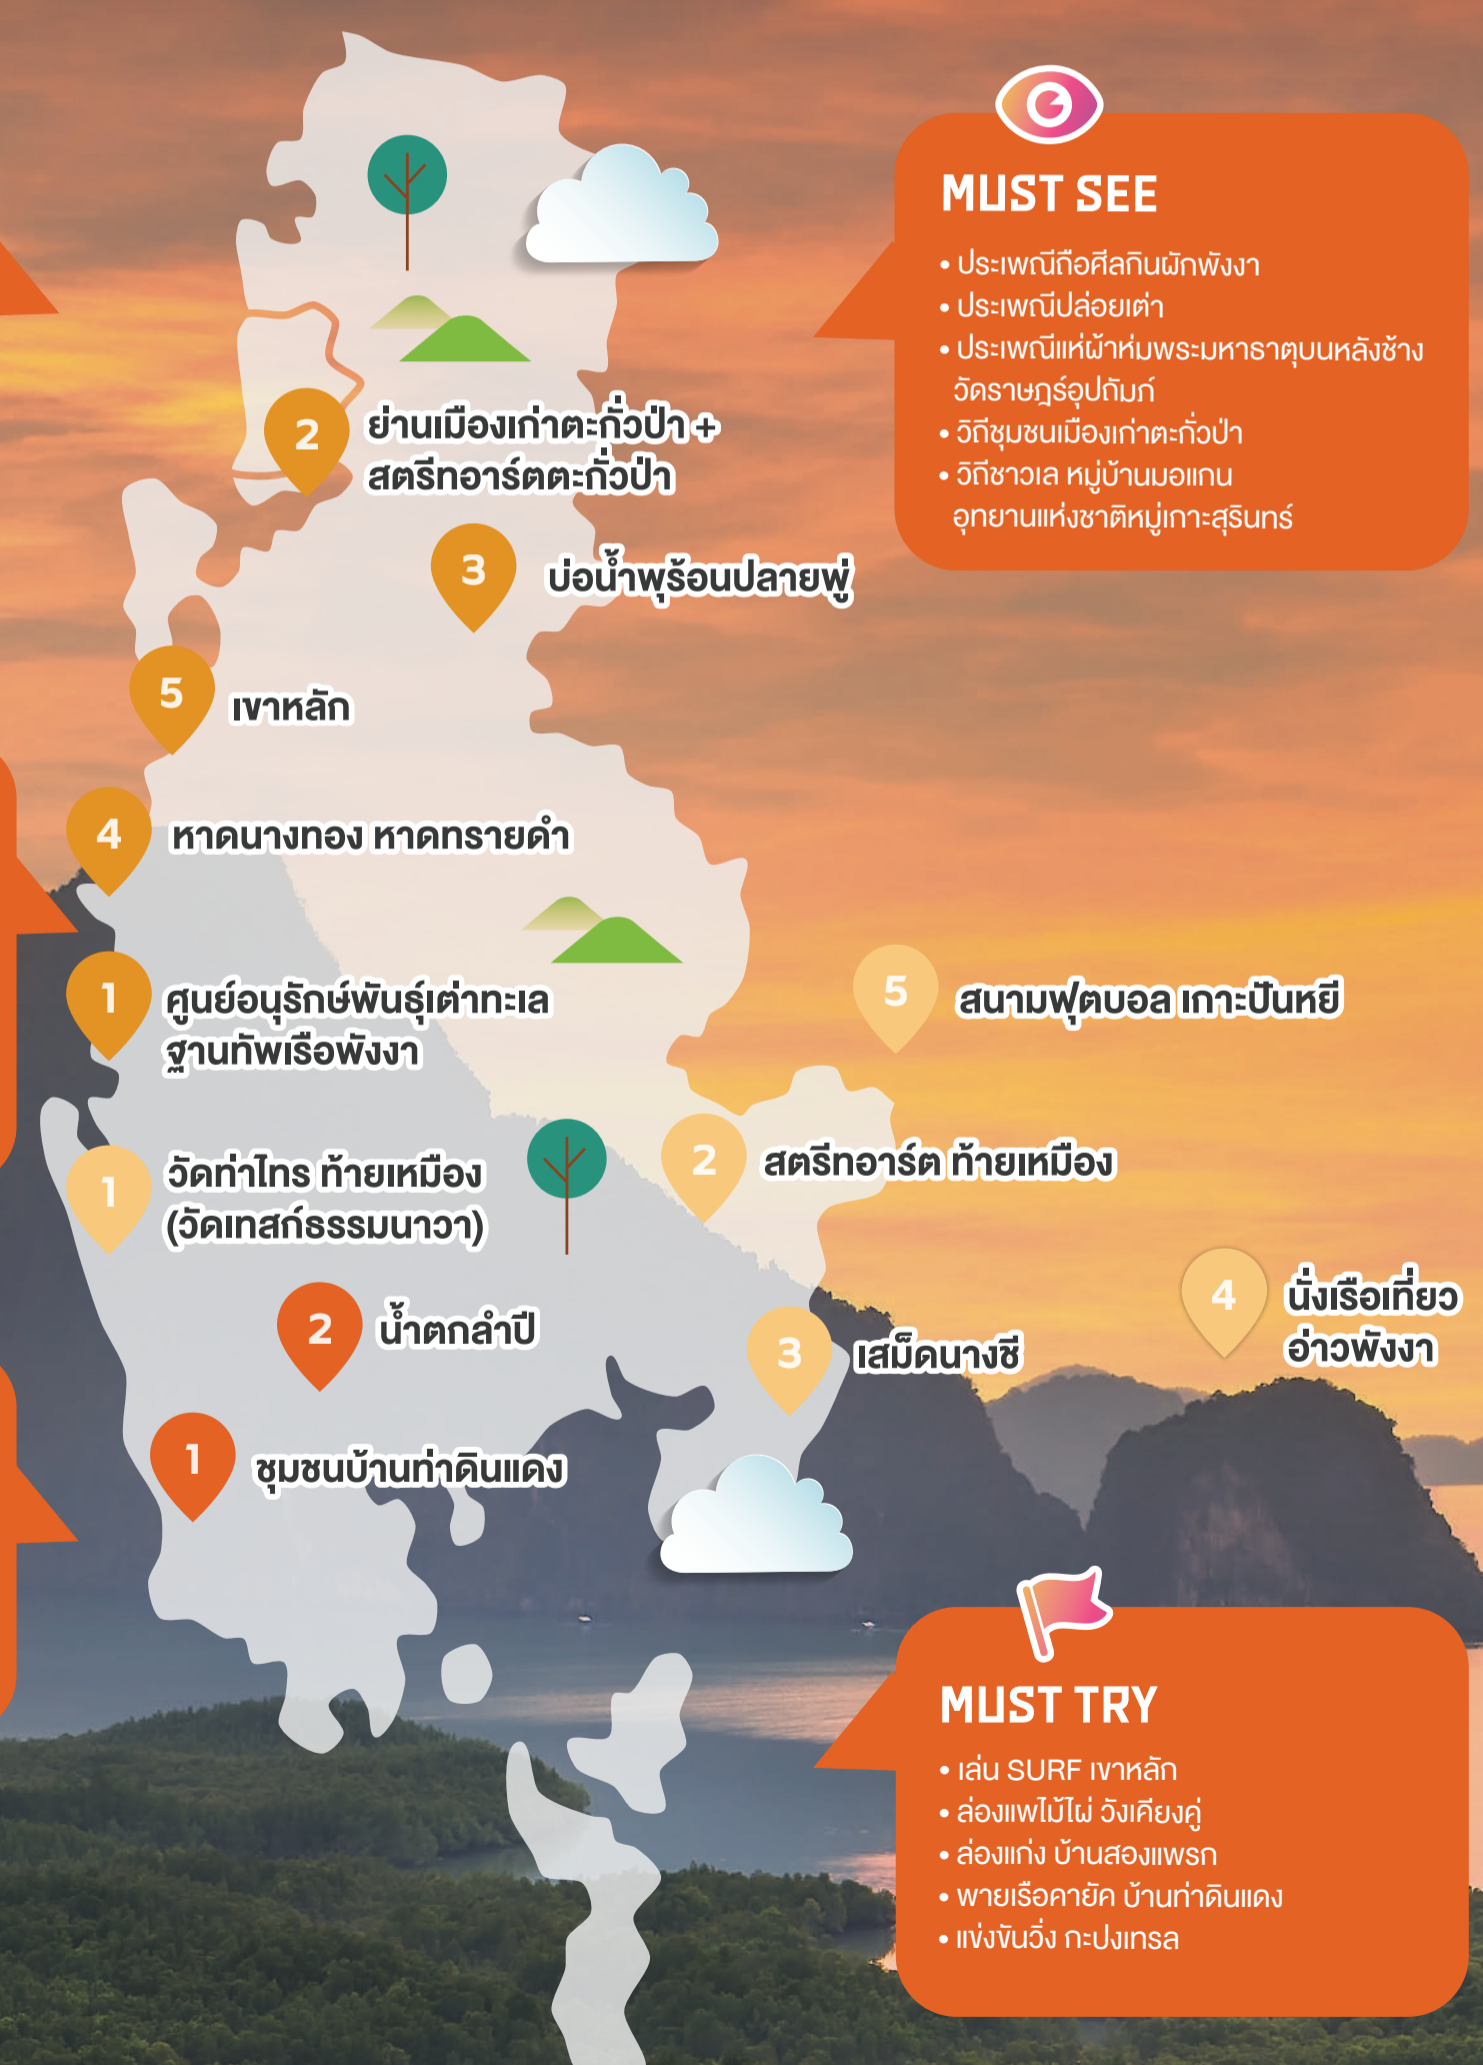 MUST SEE
• ประเพณีถือศีลกินผักพังงา
• ประเพณีปล่อยเต่า
• ประเพณีแห่ผ้าห่มพระมหาธาตุบนหลังช้าง
วัดราษฎร์อุปถัมภ์
• วิถีชุมชนเมืองเก่าตะกั่วป่า
• วิถีชาวเล หมู่บ้านมอแกน
อุทยานแห่งชาติหมู่เกาะสุรินทร์
2 ย่านเมืองเก่าตะกั่วป่า +
สตรีทอาร์ตตะกั่วป่า
3 บ่อน้ำพุร้อนปลายพู่
5 เขาหลัก
4 หาดนางทอง หาดทรายดำ
1 ศูนย์อนุรักษ์พันธุ์เต่าทะเล
ฐานทัพเรือพังงา
5 สนามฟุตบอล เกาะปันหยี
1 วัดท่าไทร ท้ายเหมือง
(วัดเทสก์ธรรมนาวา)
2 สตรีทอาร์ต ท้ายเหมือง
2 น้ำตกลำปี
3 เสม็ดนางชี
4 นั่งเรือเที่ยว
อ่าวพังงา
1 ชุมชนบ้านท่าดินแดง
MUST TRY
• เล่น SURF เขาหลัก
• ล่องแพไม้ไผ่ วังเคียงคู่
• ล่องแก่ง บ้านสองแพรก
• พายเรือคายัค บ้านท่าดินแดง
• แข่งขันวิ่ง กะปงเทรล